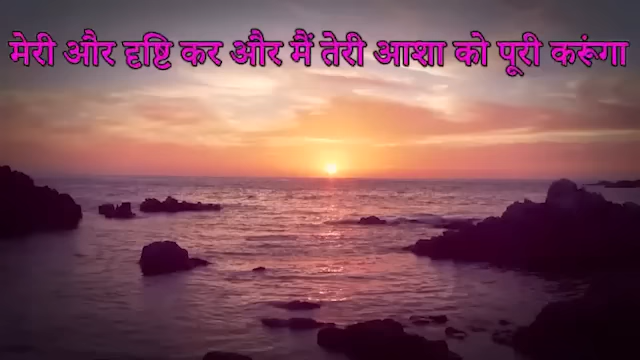 मेरी और दृष्टि कर और मैं तेरी आशा को पूरी करूंगा